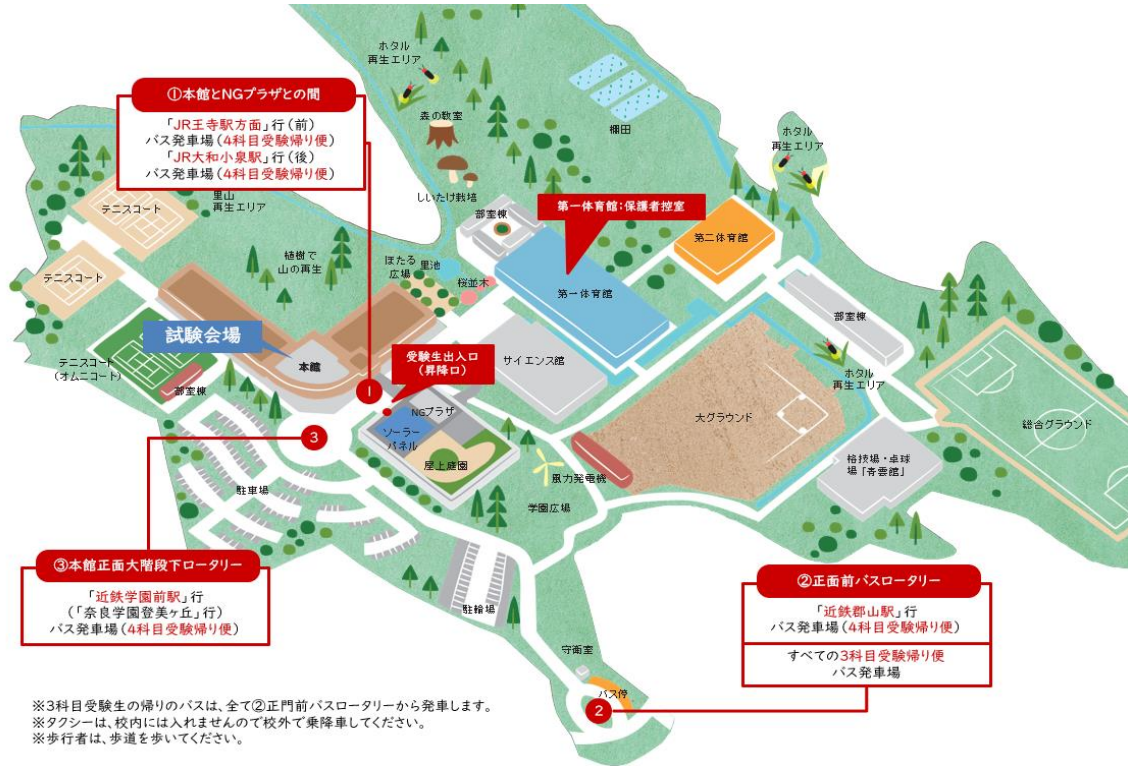 ホタル
再生エリア
①本館とNGプラザとの間
「JR王寺駅方面」行(前)
バス発車場(4科目受験帰り便)
「JR大和小泉駅」行(後)
バス発車場(4科目受験帰り便)
森の教室
棚田
ホタル
再生エリア
しいたけ栽培
里山
再生エリア
テニスコート
部室棟
第一体育館:保護者控室
第二体育館
植樹で
山の再生
ほたる
広場
里池
桜並木
テニスコート
第一体育館
試験会場
本館
受験生出入口
(昇降口)
サイエンス館
部室棟
ホタル
再生エリア
テニスコート
(オムニコート)
部室棟
1
NGプラザ
ソーラー
パネル
屋上庭園
大グラウンド
総合グラウンド
3
風力発電機
格技場・卓球
場「青雲館」
駐車場
学園広場
③本館正面大階段下ロータリー
「近鉄学園前駅」行
(「奈良学園登美ヶ丘」行)
バス発車場(4科目受験帰り便)
駐輪場
②正面前バスロータリー
「近鉄郡山駅」行
バス発車場(4科目受験帰り便)
すべての3科目受験帰り便
バス発車場
守衛室
バス停
2
※3科目受験生の帰りのバスは、全て②正門前バスロータリーから発車します。
※タクシーは、校内には入れませんので校外で乗降車してください。
※歩行者は、歩道を歩いてください。